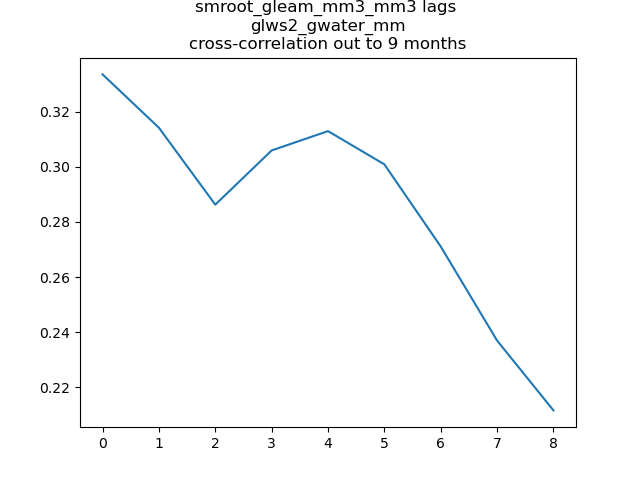 smroot_gleam_mm3_mm3 lags
glws2_gwater_mm
cross-correlation out to 9 months
0.32
0.30
0.28
0.26
0.24
0.22
0 1 2 3 4 5 6 7 8